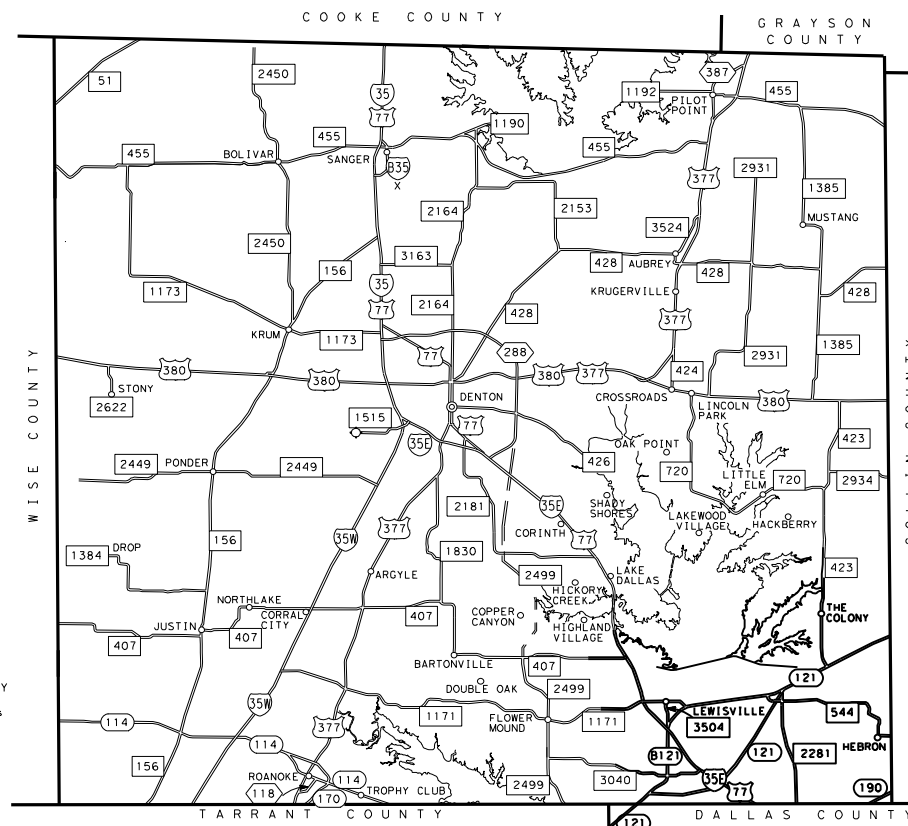 COOKE COUNTY
GRAYSON
COUNTY
51
2450
35
77
387
1192
PILOT
POINT
455
1190
455
455
BOLIVAR
SANGER
B35
X
455
377
2931
1385
MUSTANG
2164
2153
3524
2450
156
3163
428
AUBREY
428
428
1173
35
77
2164
428
KRUGERVILLE
377
KRUM
1173
77
288
2931
1385
WISE COUNTY
380
380
380
377
424
STONY
2622
DENTON
CROSSROADS
LINCOLN
PARK
380
1515
77
35E
OAK POINT
423
2449
PONDER
2449
426
720
LITTLE
ELM
720
2934
2181
35E
SHADY
SHORES
LAKEWOOD
VILLAGE
HACKBERRY
CORINTH
77
377
35W
156
1384
DROP
1830
2499
LAKE
DALLAS
423
ARGYLE
HICKORY
CREEK
NORTHLAKE
CORRAL
CITY
407
COPPER
CANYON
HIGHLAND
VILLAGE
THE
COLONY
JUSTIN
407
407
BARTONVILLE
407
121
DOUBLE OAK
2499
35W
114
377
1171
FLOWER
MOUND
1171
LEWISVILLE
3504
544
HEBRON
114
B121
121
2281
156
ROANOKE
114
118
170
TROPHY CLUB
2499
3040
35E
77
190
TARRANT COUNTY
DALLAS COUNTY
121